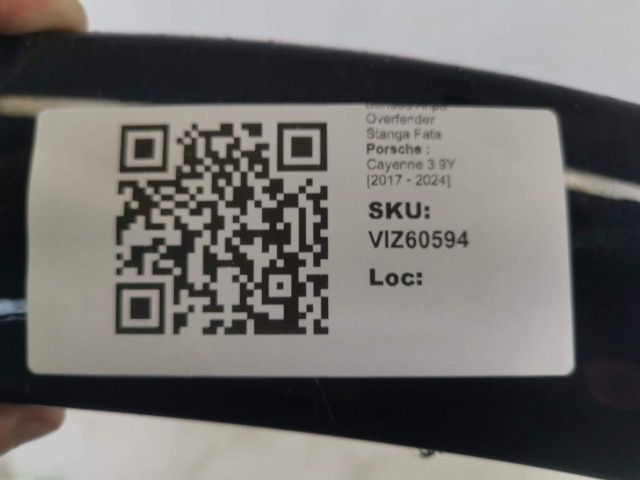 Overfender
Stanga Fata
Porsche :
Cayenne 3 9Y
[2017 - 2024]
SKU:
VIZ60594
Loc: